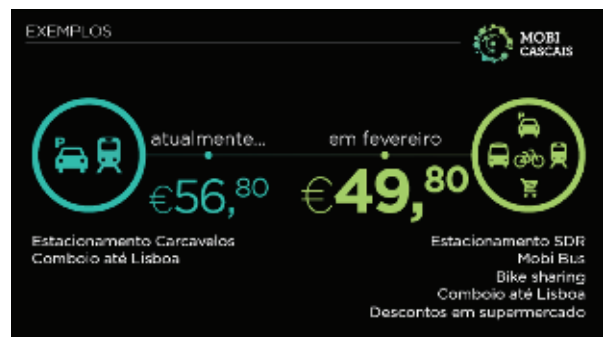 EXEMPLOS
MOBI
CASCAIS
P
atualmente...
€56,80
Estacionamento Carcavelos
Comboio até Lisboa
em fevereiro
€49,80
P
Estacionamento SDR
Mobi Bus
Bike sharing
Comboio até Lisboa
Descontos em supermercado